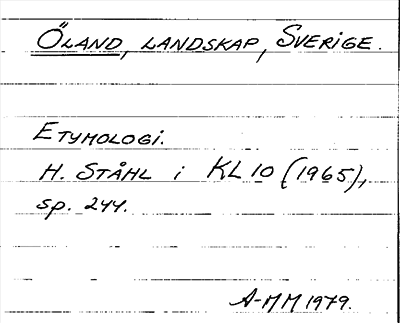 Öland, landskap, Sverige.
Etymologi.
H. Ståhl i KL 10 (1965),
sp. 244.
A-MM 1979.